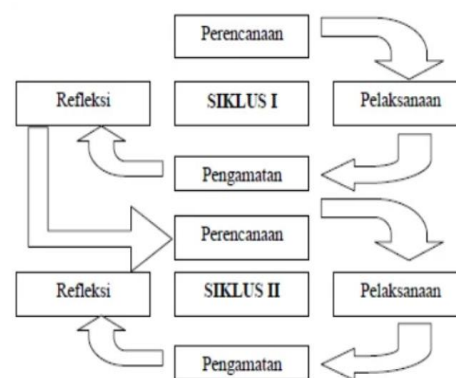 Perencanaan
Refleksi
SIKLUS I
Pelaksanaan
Pengamatan
Perencanaan
Refleksi
SIKLUS II
Pelaksanaan
Pengamatan